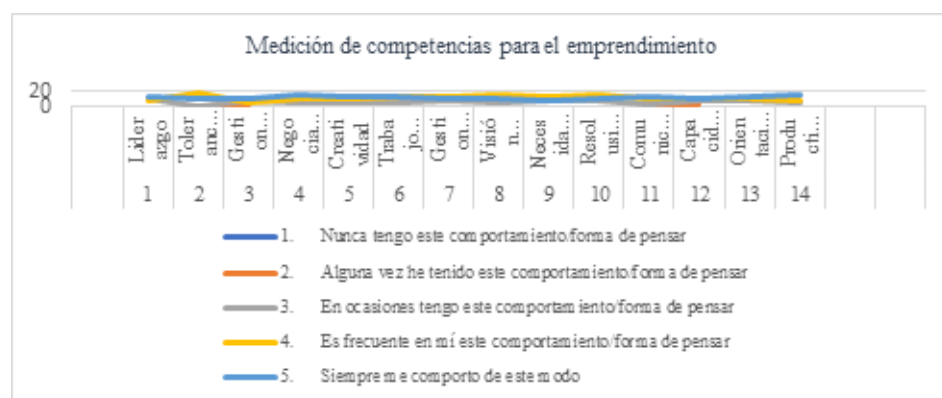 Medición de competencias para el emprendimiento
20
0
Lider azgo
Toler anc...
Gesti on...
Nego cia...
Creati vidad
Traba jo...
Gesti on...
Visió n...
Neces ida...
Resol usi...
Comu nic...
Capa cid...
Orien taci...
Produ cti...
1 2 3 4 5 6 7 8 9 10 11 12 13 14
1. Nunca tengo este comportamiento/forma de pensar
2. Alguna vez he tenido este comportamiento/forma de pensar
3. En ocasiones tengo este comportamiento/forma de pensar
4. Es frecuente en mí este comportamiento/forma de pensar
5. Siempre me comporto de este modo